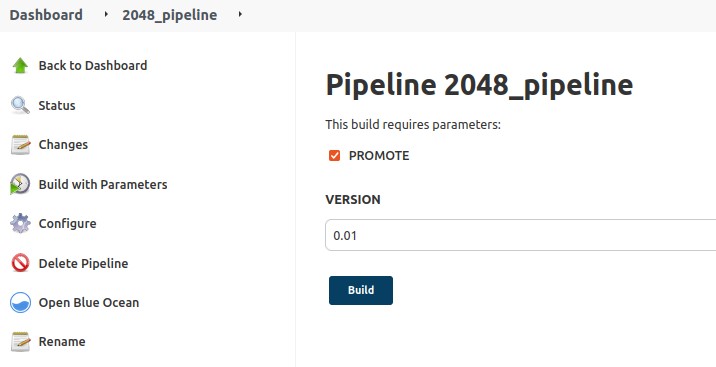 Dashboard 2048_pipeline
Back to Dashboard
Status
Changes
Build with Parameters
Configure
Delete Pipeline
Open Blue Ocean
Rename
Pipeline 2048_pipeline
This build requires parameters:
PROMOTE
VERSION
0.01
Build